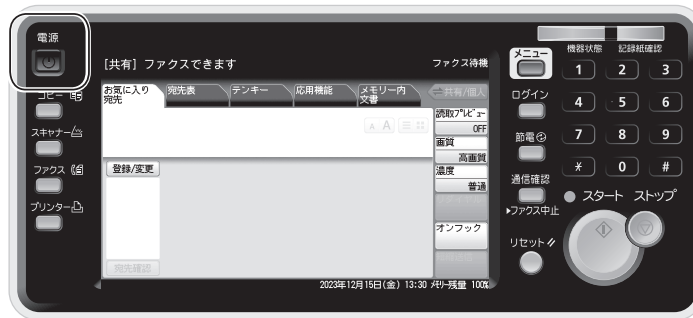 電源
コピー
スキャナー
ファクス
プリンター
[共有] ファクスできます
ファクス待機
お気に入り
宛先
宛先表
テンキー
応用機能
メモリー内
文書
共有/個人
A A
読取プレビュー
OFF
画質
高画質
濃度
普通
登録/変更
オンフック
宛先確認
2023年12月15日(金) 13:30 メモリー残量 100%
メニュー
ログイン
節電
通信確認
▶ファクス中止
リセット
機器状態 記録紙確認
1 2 3
4 5 6
7 8 9
* 0 #
スタート ストップ